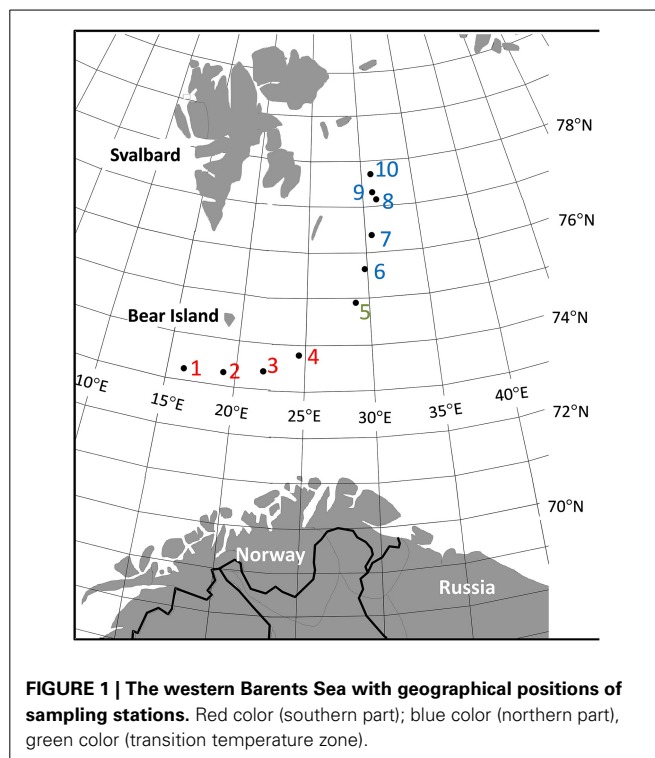 78°N
Svalbard
10
9
8
76°N
7
6
5
Bear Island
74°N
4
1
2
3
10°E
15°E
20°E
25°E
30°E
35°E
40°E
72°N
70°N
Norway
Russia
FIGURE 1 | The western Barents Sea with geographical positions of
sampling stations. Red color (southern part); blue color (northern part),
green color (transition temperature zone).